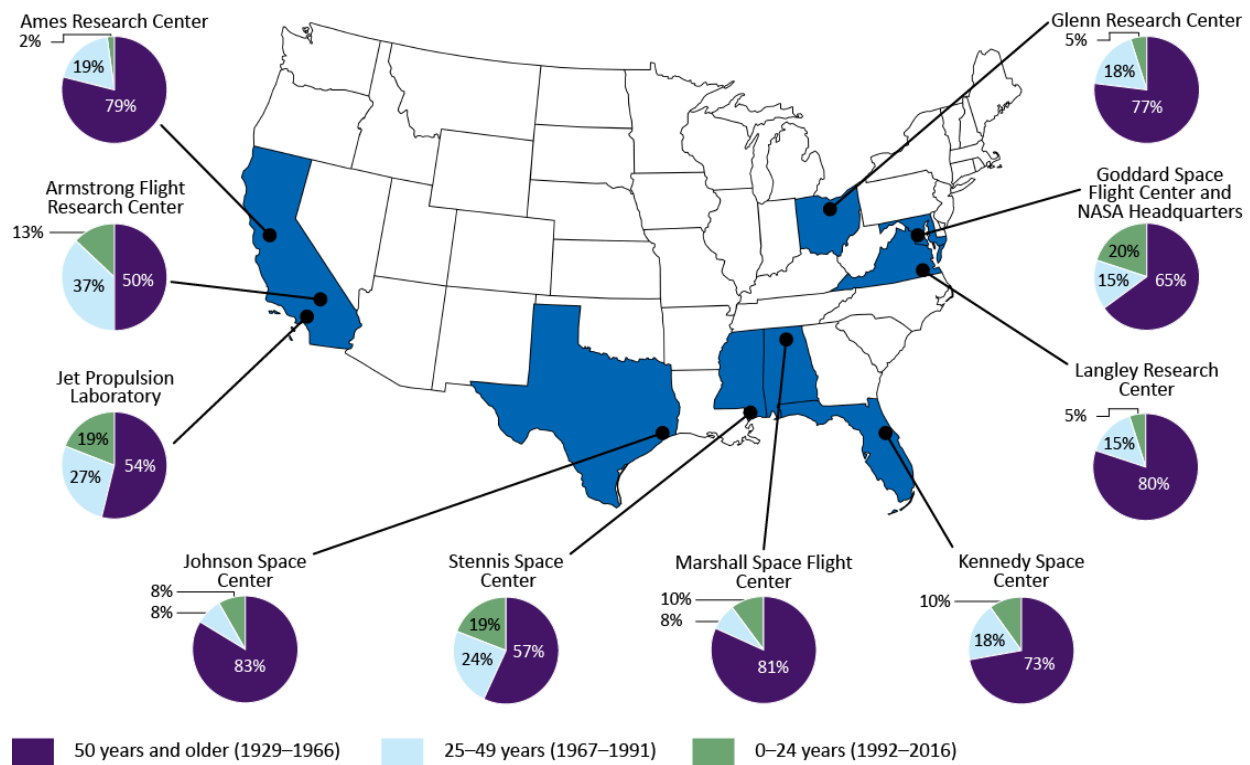 Ames Research Center
2%
19%
79%
Glenn Research Center
5%
18%
77%
Armstrong Flight
Research Center
13%
37%
50%
Goddard Space
Flight Center and
NASA Headquarters
20%
15%
65%
Jet Propulsion
Laboratory
19%
27%
54%
Langley Research
Center
5%
15%
80%
Johnson Space
Center
8%
8%
83%
Stennis Space
Center
19%
24%
57%
Marshall Space Flight
Center
10%
8%
81%
Kennedy Space
Center
10%
18%
73%
50 years and older (1929–1966)
25–49 years (1967–1991)
0–24 years (1992–2016)